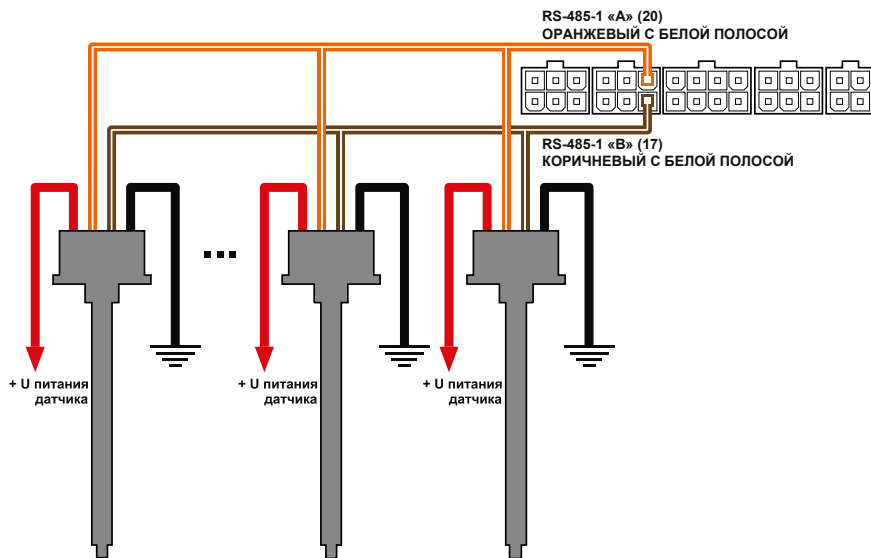 RS-485-1 «А» (20)
ОРАНЖЕВЫЙ С БЕЛОЙ ПОЛОСОЙ
RS-485-1 «В» (17)
КОРИЧНЕВЫЙ С БЕЛОЙ ПОЛОСОЙ
+ U питания
датчика
+ U питания
датчика
+ U питания
датчика